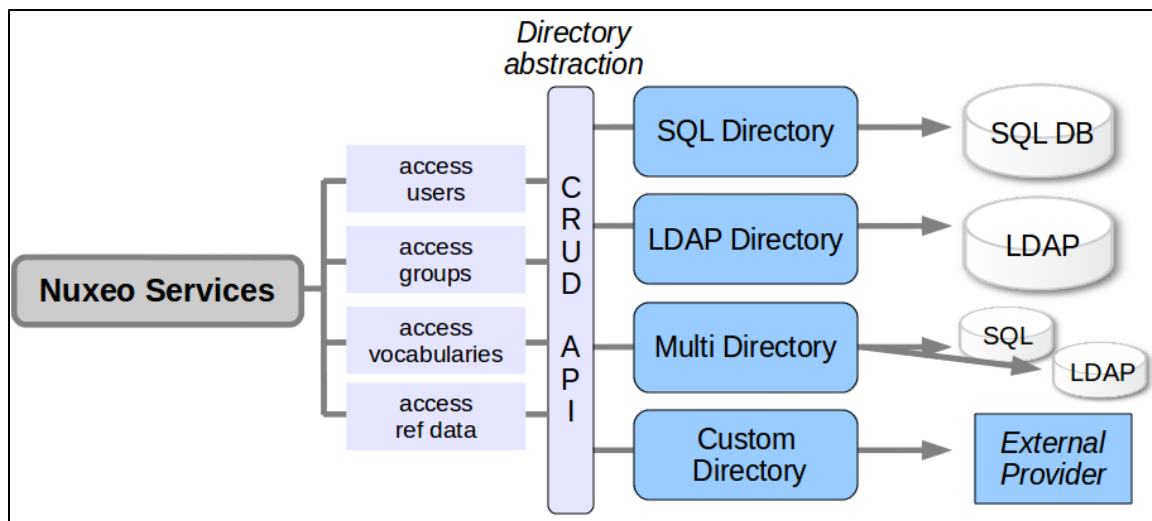 Directory
abstraction
Nuxeo Services
access
users
access
groups
access
vocabularies
access
ref data
C
R
U
D
A
P
I
SQL Directory
SQL DB
LDAP Directory
LDAP
Multi Directory
SQL
LDAP
Custom
Directory
External
Provider